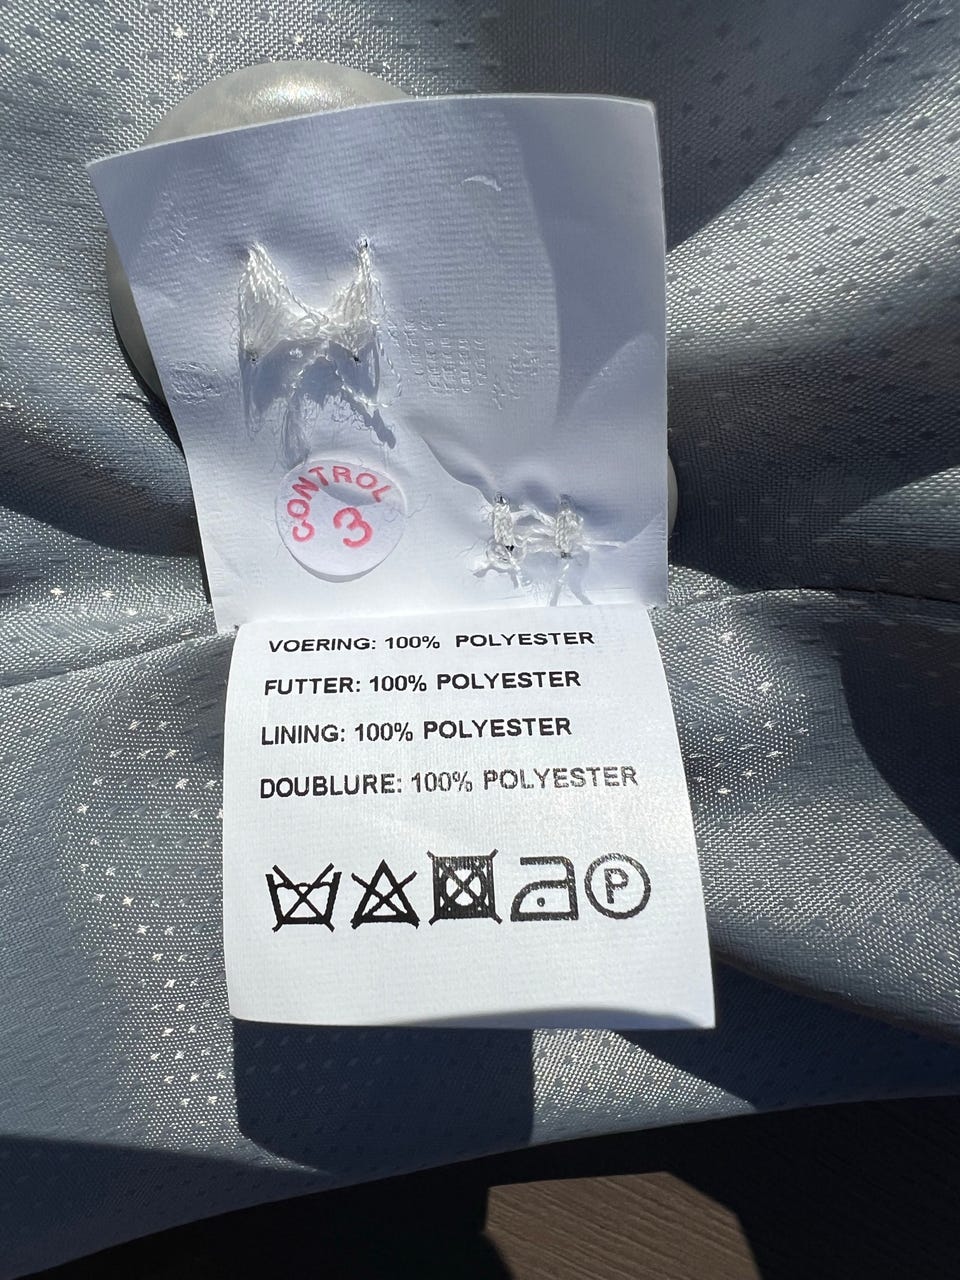 CONTROL
3
VOERING: 100% POLYESTER
FUTTER: 100% POLYESTER
LINING: 100% POLYESTER
DOUBLURE: 100% POLYESTER
P